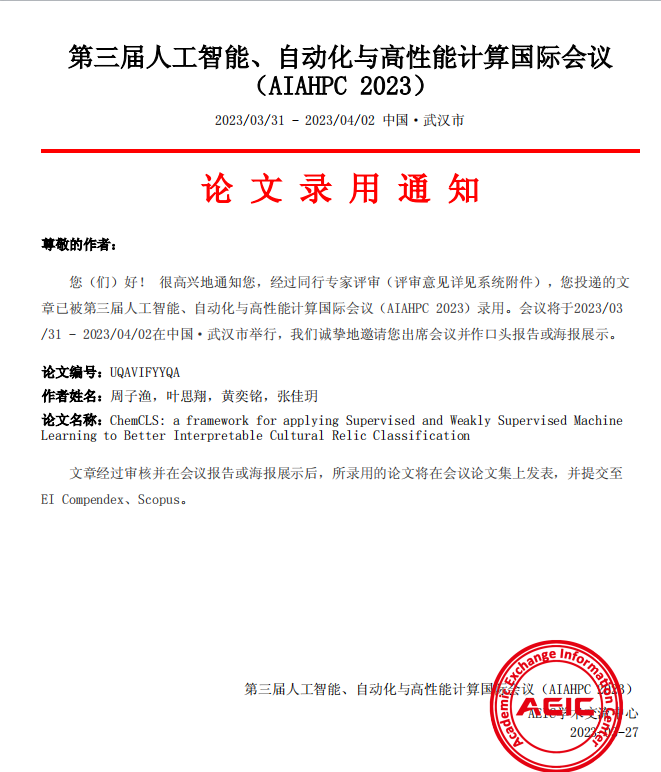 第三届人工智能、自动化与高性能计算国际会议
（AIAHPC 2023）
2023/03/31 - 2023/04/02 中国·武汉市
论文录用通知
尊敬的作者：
您（们）好！ 很高兴地通知您，经过同行专家评审（评审意见详见系统附件），您投递的文
章已被第三届人工智能、自动化与高性能计算国际会议（AIAHPC 2023）录用。会议将于2023/03
/31 - 2023/04/02在中国·武汉市举行，我们诚挚地邀请您出席会议并作口头报告或海报展示。
论文编号：UQAVIFYYQA
作者姓名：周子渔，叶思翔，黄奕铭，张佳玥
论文名称：ChemCLS: a framework for applying Supervised and Weakly Supervised Machine
Learning to Better Interpretable Cultural Relic Classification
文章经过审核并在会议报告或海报展示后，所录用的论文将在会议论文集上发表，并提交至
EI Compendex、Scopus。
第三届人工智能、自动化与高性能计算国际会议（AIAHPC 2023）
AEIC学术交流中心
2023-03-27
Academic Exchange Information Center
AEIC